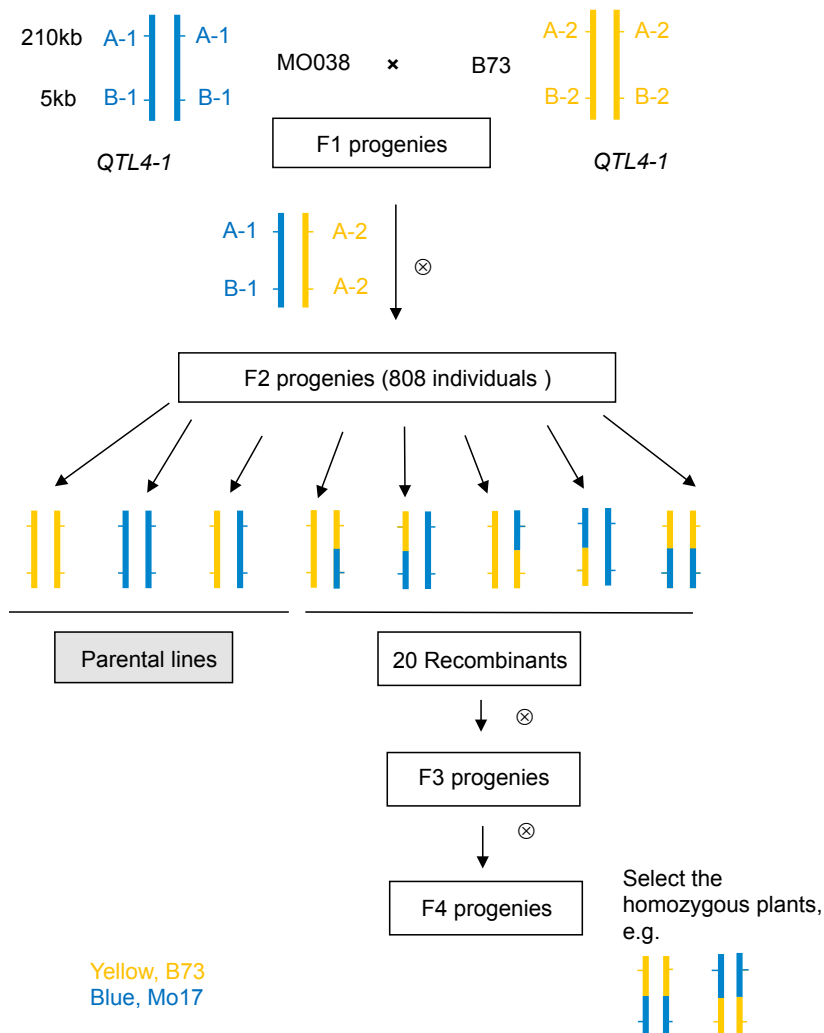 210kb A-1 A-1
MO038 × B73
A-2 A-2
5kb B-1 B-1
B-2 B-2
QTL4-1
F1 progenies
QTL4-1
A-1 A-2
⊗
B-1 A-2
F2 progenies (808 individuals )
Parental lines
20 Recombinants
⊗
F3 progenies
⊗
F4 progenies
Select the
homozygous plants,
e.g.
Yellow, B73
Blue, Mo17